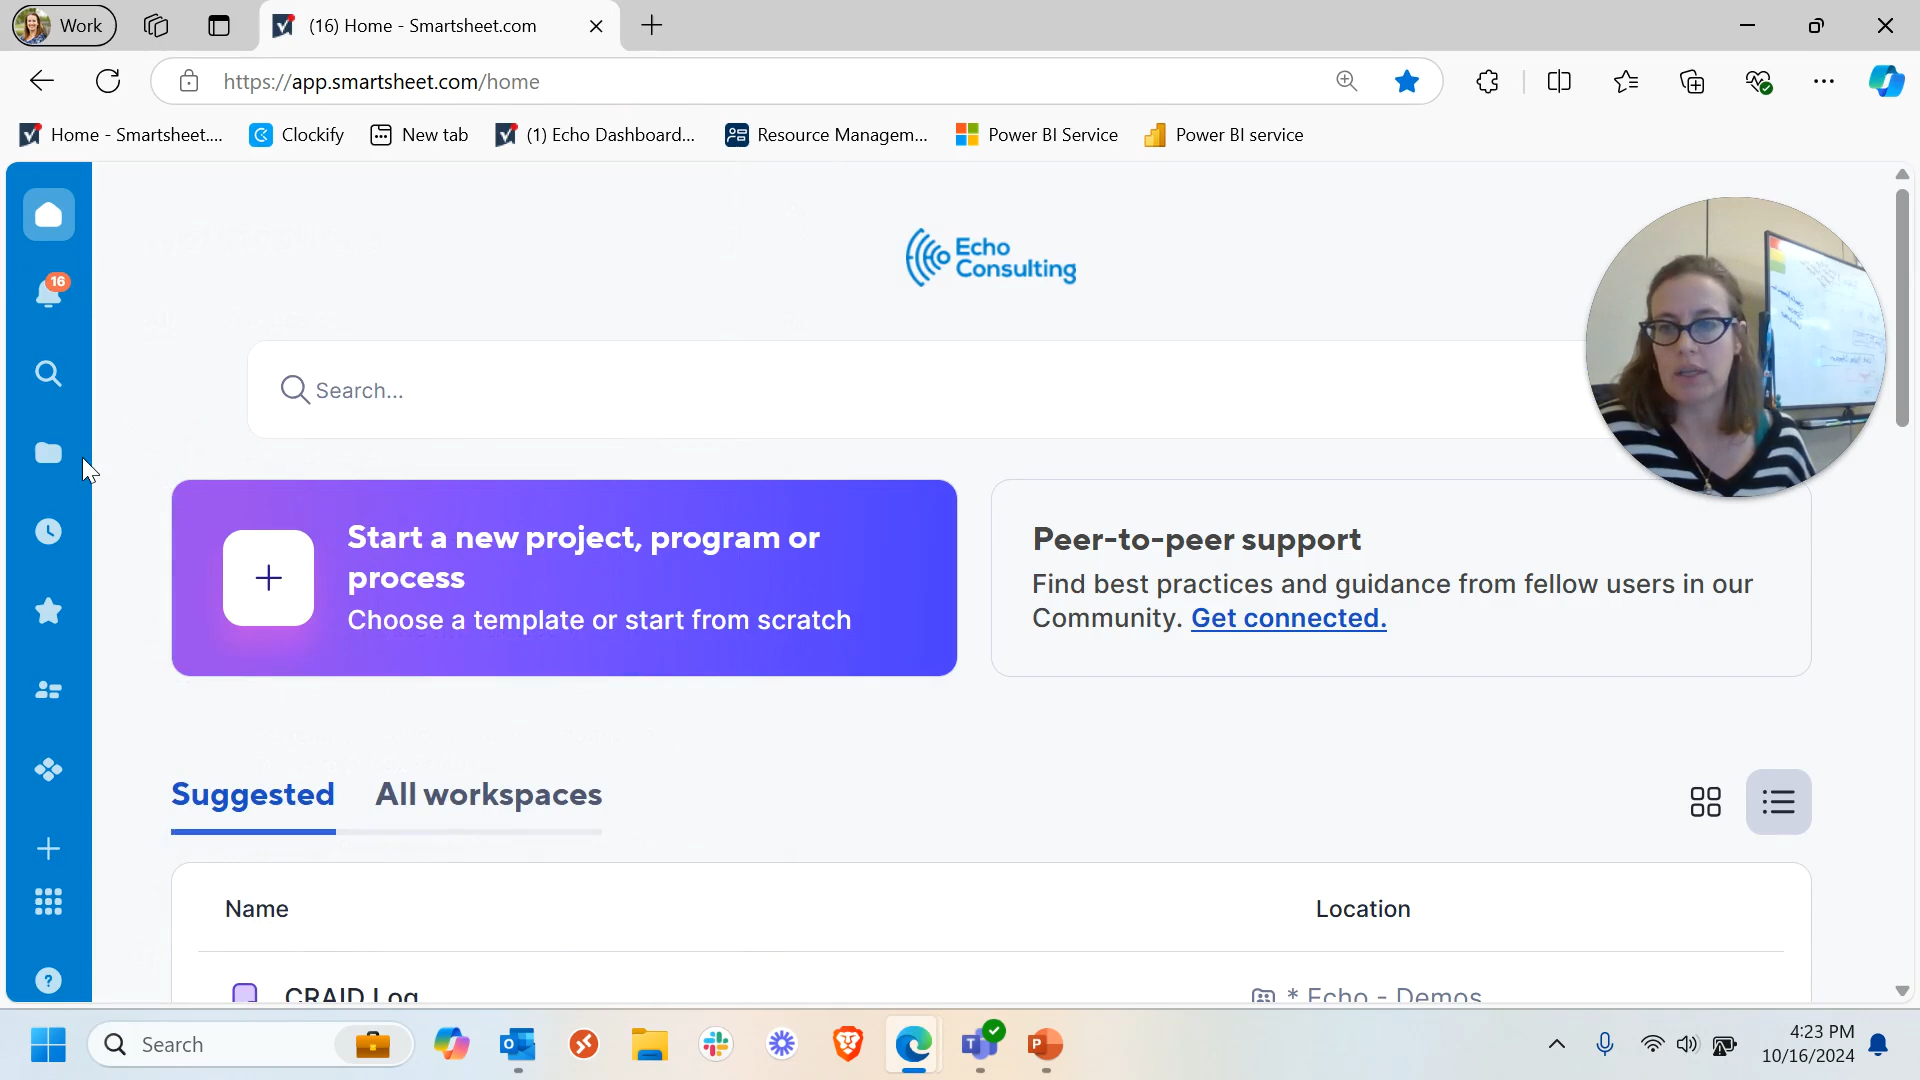 Work
(16) Home - Smartsheet.com
https://app.smartsheet.com/home
Home - Smartsheet....
Clockify
New tab
(1) Echo Dashboard...
Resource Managem...
Power BI Service
Power BI service
16
Echo
Consulting
Search...
Start a new project, program or
process
Choose a template or start from scratch
Peer-to-peer support
Find best practices and guidance from fellow users in our
Community. Get connected.
Suggested
All workspaces
Name
Location
CRAID Log
* Echo - Demos
Search
4:23 PM
10/16/2024